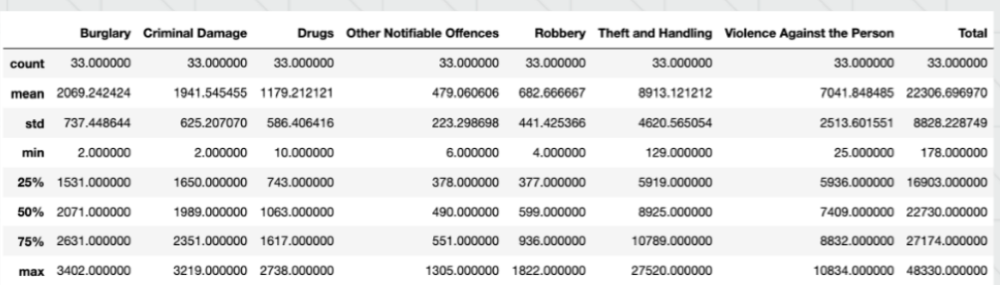 Burglary Criminal Damage Drugs Other Notifiable Offences Robbery Theft and Handling Violence Against the Person Total
count 33.000000 33.000000 33.000000 33.000000 33.000000 33.000000 33.000000 33.000000
mean 2069.242424 1941.545455 1179.212121 479.060606 682.666667 8913.121212 7041.848485 22306.696970
std 737.448644 625.207070 586.406416 223.298698 441.425366 4620.565054 2513.601551 8828.228749
min 2.000000 2.000000 10.000000 6.000000 4.000000 129.000000 25.000000 178.000000
25% 1531.000000 1650.000000 743.000000 378.000000 377.000000 5919.000000 5936.000000 16903.000000
50% 2071.000000 1989.000000 1063.000000 490.000000 599.000000 8925.000000 7409.000000 22730.000000
75% 2631.000000 2351.000000 1617.000000 551.000000 936.000000 10789.000000 8832.000000 27174.000000
max 3402.000000 3219.000000 2738.000000 1305.000000 1822.000000 27520.000000 10834.000000 48330.000000